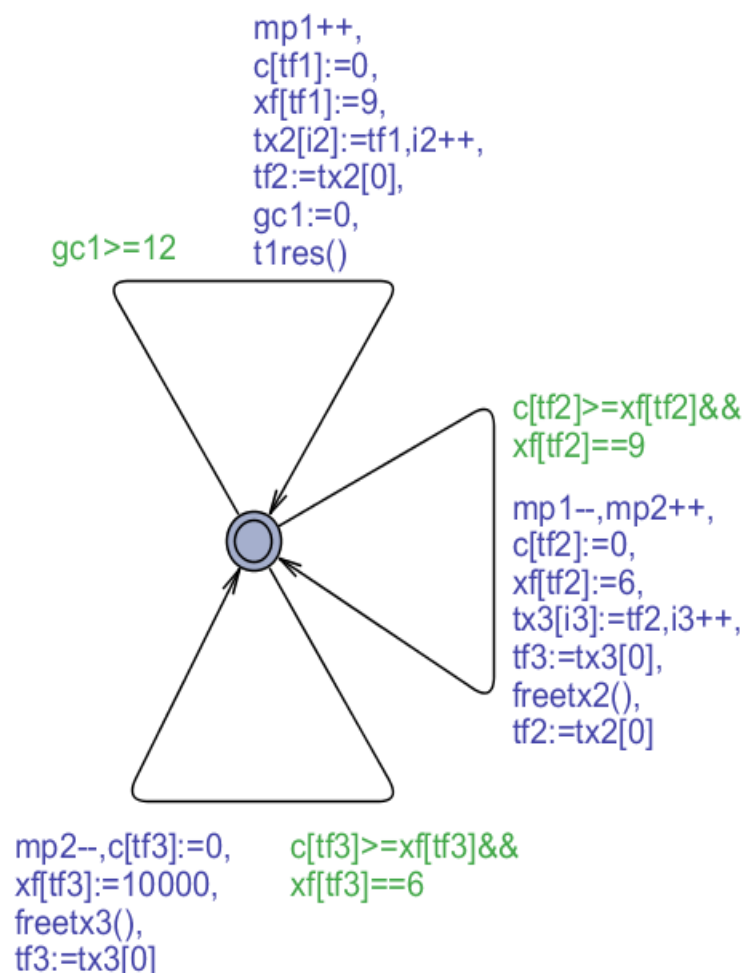 mp1++,
c[tf1]:=0,
xf[tf1]:=9,
tx2[i2]:=tf1,i2++,
tf2:=tx2[0],
gc1:=0,
t1res()
gc1>=12
c[tf2]>=xf[tf2]&&
xf[tf2]==9
mp1--,mp2++,
c[tf2]:=0,
xf[tf2]:=6,
tx3[i3]:=tf2,i3++,
tf3:=tx3[0],
freetx2(),
tf2:=tx2[0]
mp2--,c[tf3]:=0,
xf[tf3]:=10000,
freetx3(),
tf3:=tx3[0]
c[tf3]>=xf[tf3]&&
xf[tf3]==6